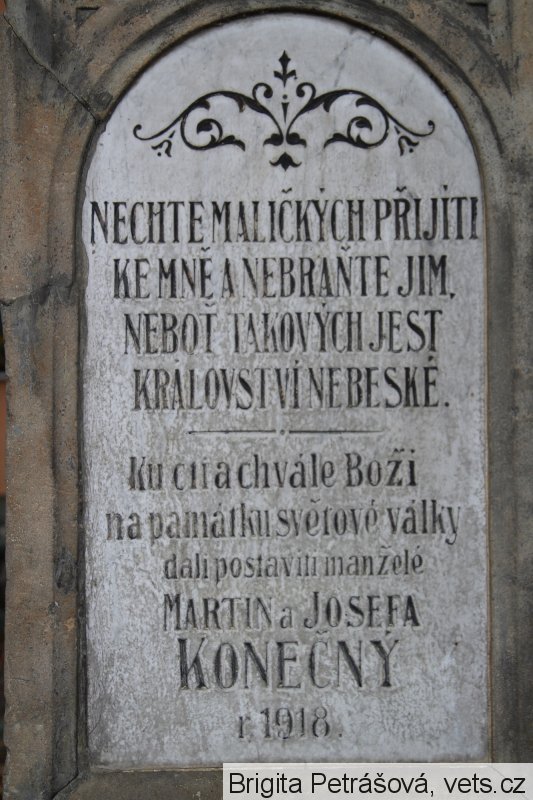 NECHTE MALIČKÝCH PŘIJÍTI
KE MNĚ A NEBRAŇTE JIM,
NEBOŤ TAKOVÝCH JEST
KRÁLOVSTVÍ NEBESKÉ.
Ku cti a chvále Boží
na památku světové války
dali postaviti manželé
MARTIN a JOSEFA
KONEČNÝ
r. 1918.
Brigita Petrášová, vets.cz